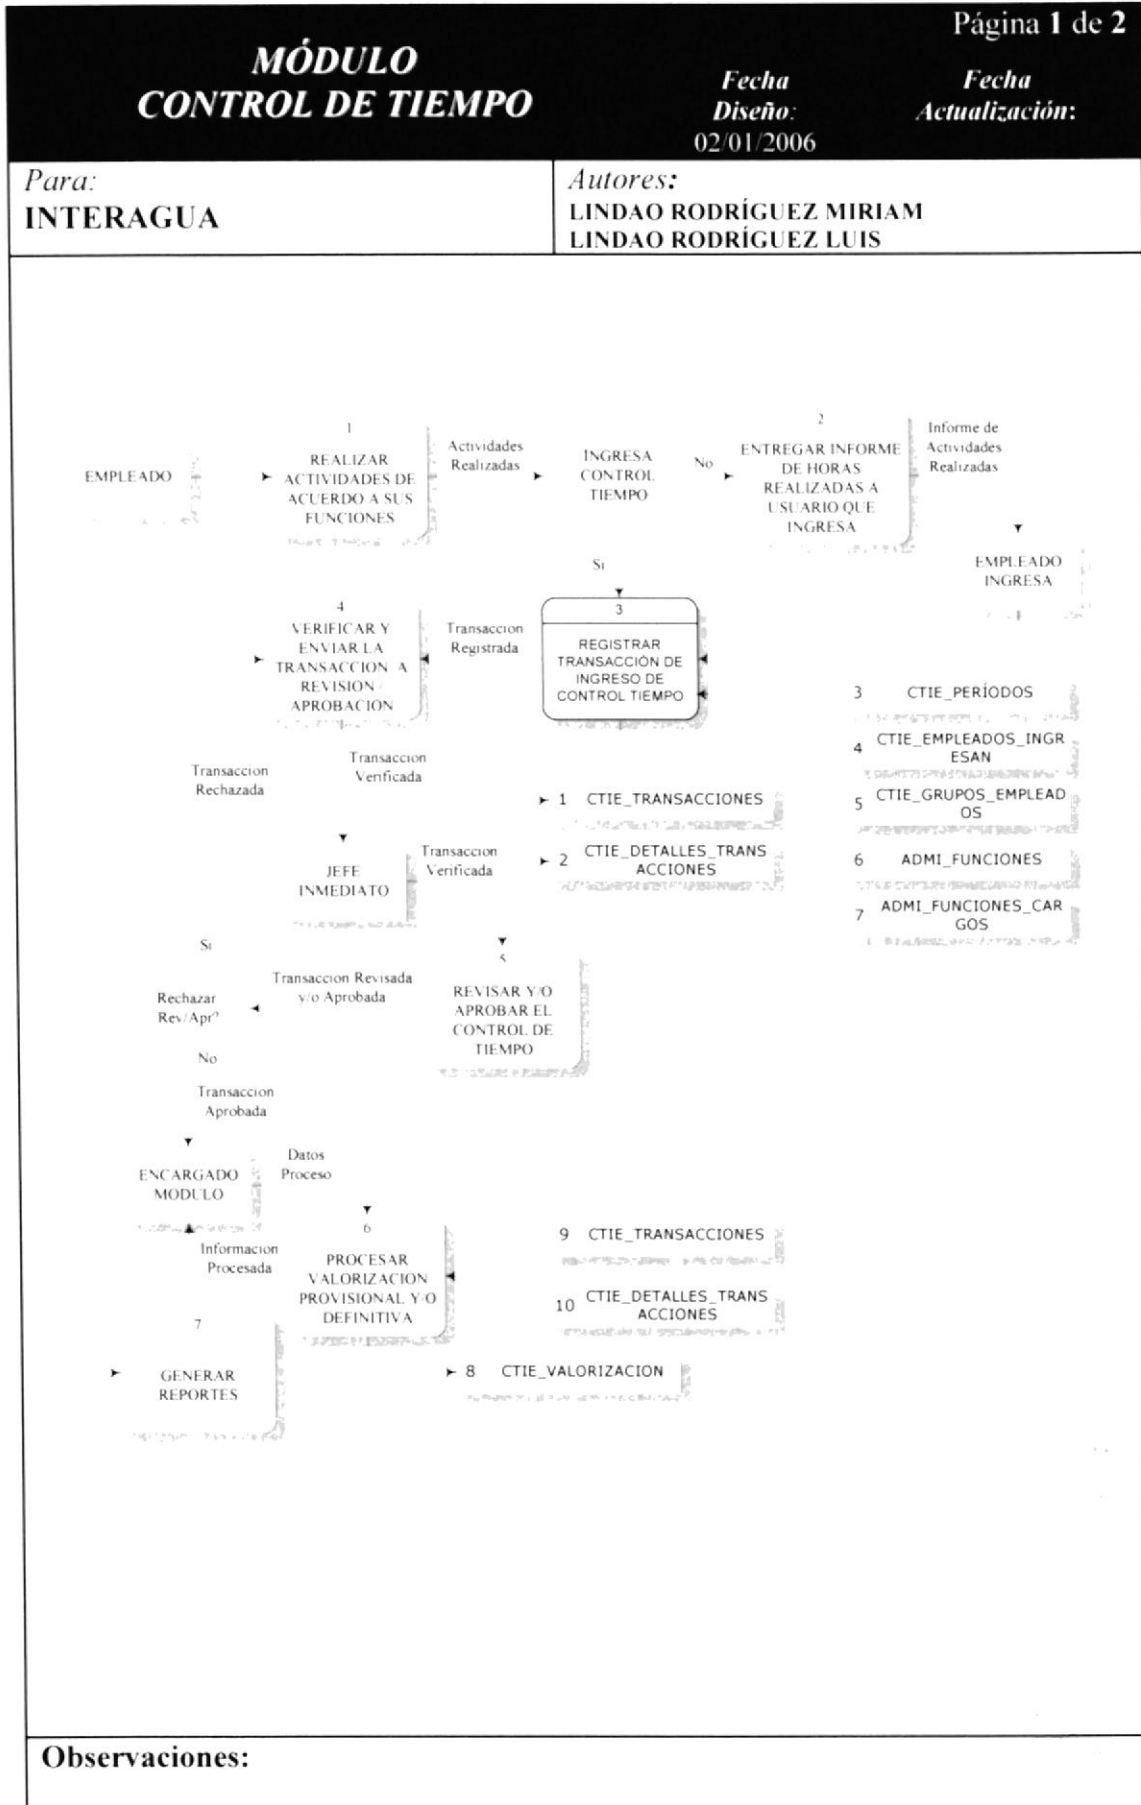 Página 1 de 2
MÓDULO
CONTROL DE TIEMPO
Fecha
Diseño:
02/01/2006
Fecha
Actualización:
Para:
INTERAGUA
Autores:
LINDAO RODRÍGUEZ MIRIAM
LINDAO RODRÍGUEZ LUIS
EMPLEADO
1
REALIZAR
ACTIVIDADES DE
ACUERDO A SUS
FUNCIONES
Actividades
Realizadas
INGRESA
CONTROL
TIEMPO
No
2
ENTREGAR INFORME
DE HORAS
REALIZADAS A
USUARIO QUE
INGRESA
Informe de
Actividades
Realizadas
EMPLEADO
INGRESA
Si
3
REGISTRAR
TRANSACCIÓN DE
INGRESO DE
CONTROL TIEMPO
Transaccion
Registrada
4
VERIFICAR Y
ENVIAR LA
TRANSACCION A
REVISION /
APROBACION
3 CTIE_PERÍODOS
4 CTIE_EMPLEADOS_INGR
ESAN
5 CTIE_GRUPOS_EMPLEAD
OS
6 ADMI_FUNCIONES
7 ADMI_FUNCIONES_CAR
GOS
Transaccion
Rechazada
Transaccion
Verificada
1 CTIE_TRANSACCIONES
2 CTIE_DETALLES_TRANS
ACCIONES
JEFE
INMEDIATO
Transaccion
Verificada
5
REVISAR Y/O
APROBAR EL
CONTROL DE
TIEMPO
Transaccion Revisada
y/o Aprobada
Si
Rechazar
Rev/Apr?
No
Transaccion
Aprobada
ENCARGADO
MODULO
Datos
Proceso
6
PROCESAR
VALORIZACION
PROVISIONAL Y/O
DEFINITIVA
Informacion
Procesada
9 CTIE_TRANSACCIONES
10 CTIE_DETALLES_TRANS
ACCIONES
8 CTIE_VALORIZACION
7
GENERAR
REPORTES
Observaciones: